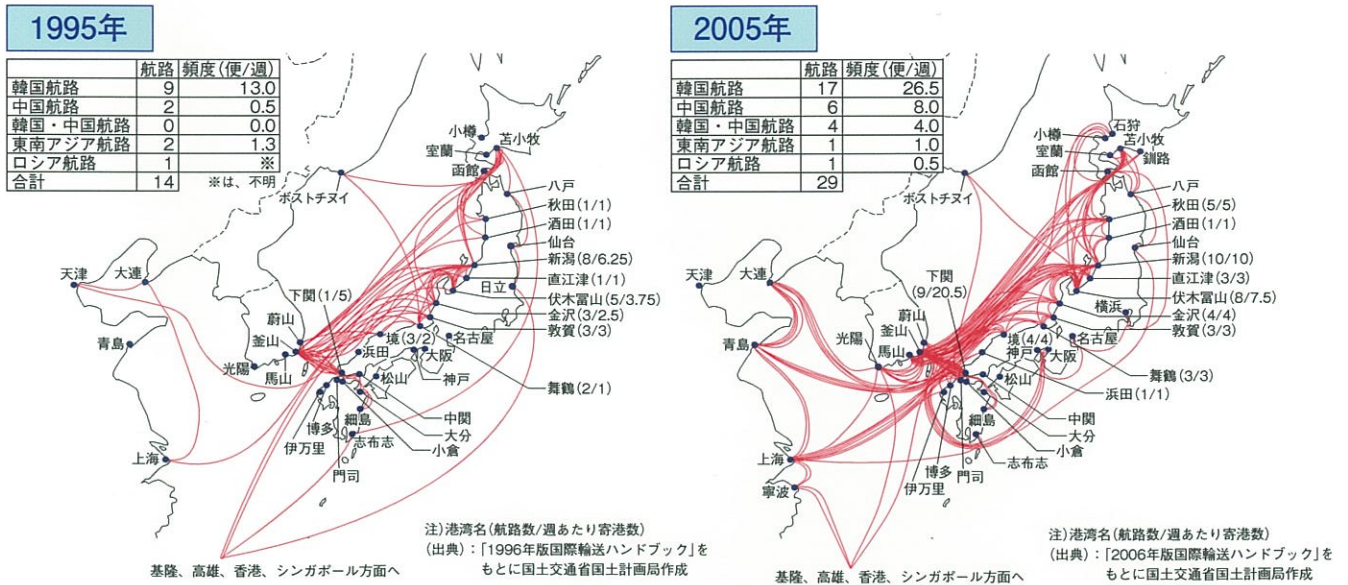 1995年
航路 頻度(便/週)
韓国航路 9 13.0
中国航路 2 0.5
韓国・中国航路 0 0.0
東南アジア航路 2 1.3
ロシア航路 1 ※
合計 14
※は、不明
小樽
苫小牧
室蘭
函館
ボストチヌイ
八戸
秋田(1/1)
酒田(1/1)
仙台
新潟(8/6.25)
直江津(1/1)
日立
伏木富山(5/3.75)
金沢(3/2.5)
敦賀(3/3)
名古屋
天津
大連
下関(1/5)
蔚山
釜山
青島
光陽
馬山
境(3/2)
浜田
大阪
神戸
舞鶴(2/1)
松山
中関
細島
大分
博多
志布志
小倉
伊万里
門司
上海
基隆、高雄、香港、シンガポール方面へ
注)港湾名(航路数/週あたり寄港数)
(出典):「1996年版国際輸送ハンドブック」を
もとに国土交通省国土計画局作成
2005年
航路 頻度(便/週)
韓国航路 17 26.5
中国航路 6 8.0
韓国・中国航路 4 4.0
東南アジア航路 1 1.0
ロシア航路 1 0.5
合計 29
石狩
小樽
苫小牧
室蘭
釧路
函館
ボストチヌイ
八戸
秋田(5/5)
酒田(1/1)
仙台
新潟(10/10)
直江津(3/3)
伏木富山(8/7.5)
横浜
金沢(4/4)
名古屋
敦賀(3/3)
天津
大連
下関
(9/20.5)
蔚山
釜山
青島
光陽
馬山
境(4/4)
神戸
大阪
舞鶴(3/3)
松山
浜田(1/1)
中関
細島
大分
小倉
志布志
博多
伊万里
門司
上海
寧波
基隆、高雄、香港、シンガポール方面へ
注)港湾名(航路数/週あたり寄港数)
(出典):「2006年版国際輸送ハンドブック」を
もとに国土交通省国土計画局作成